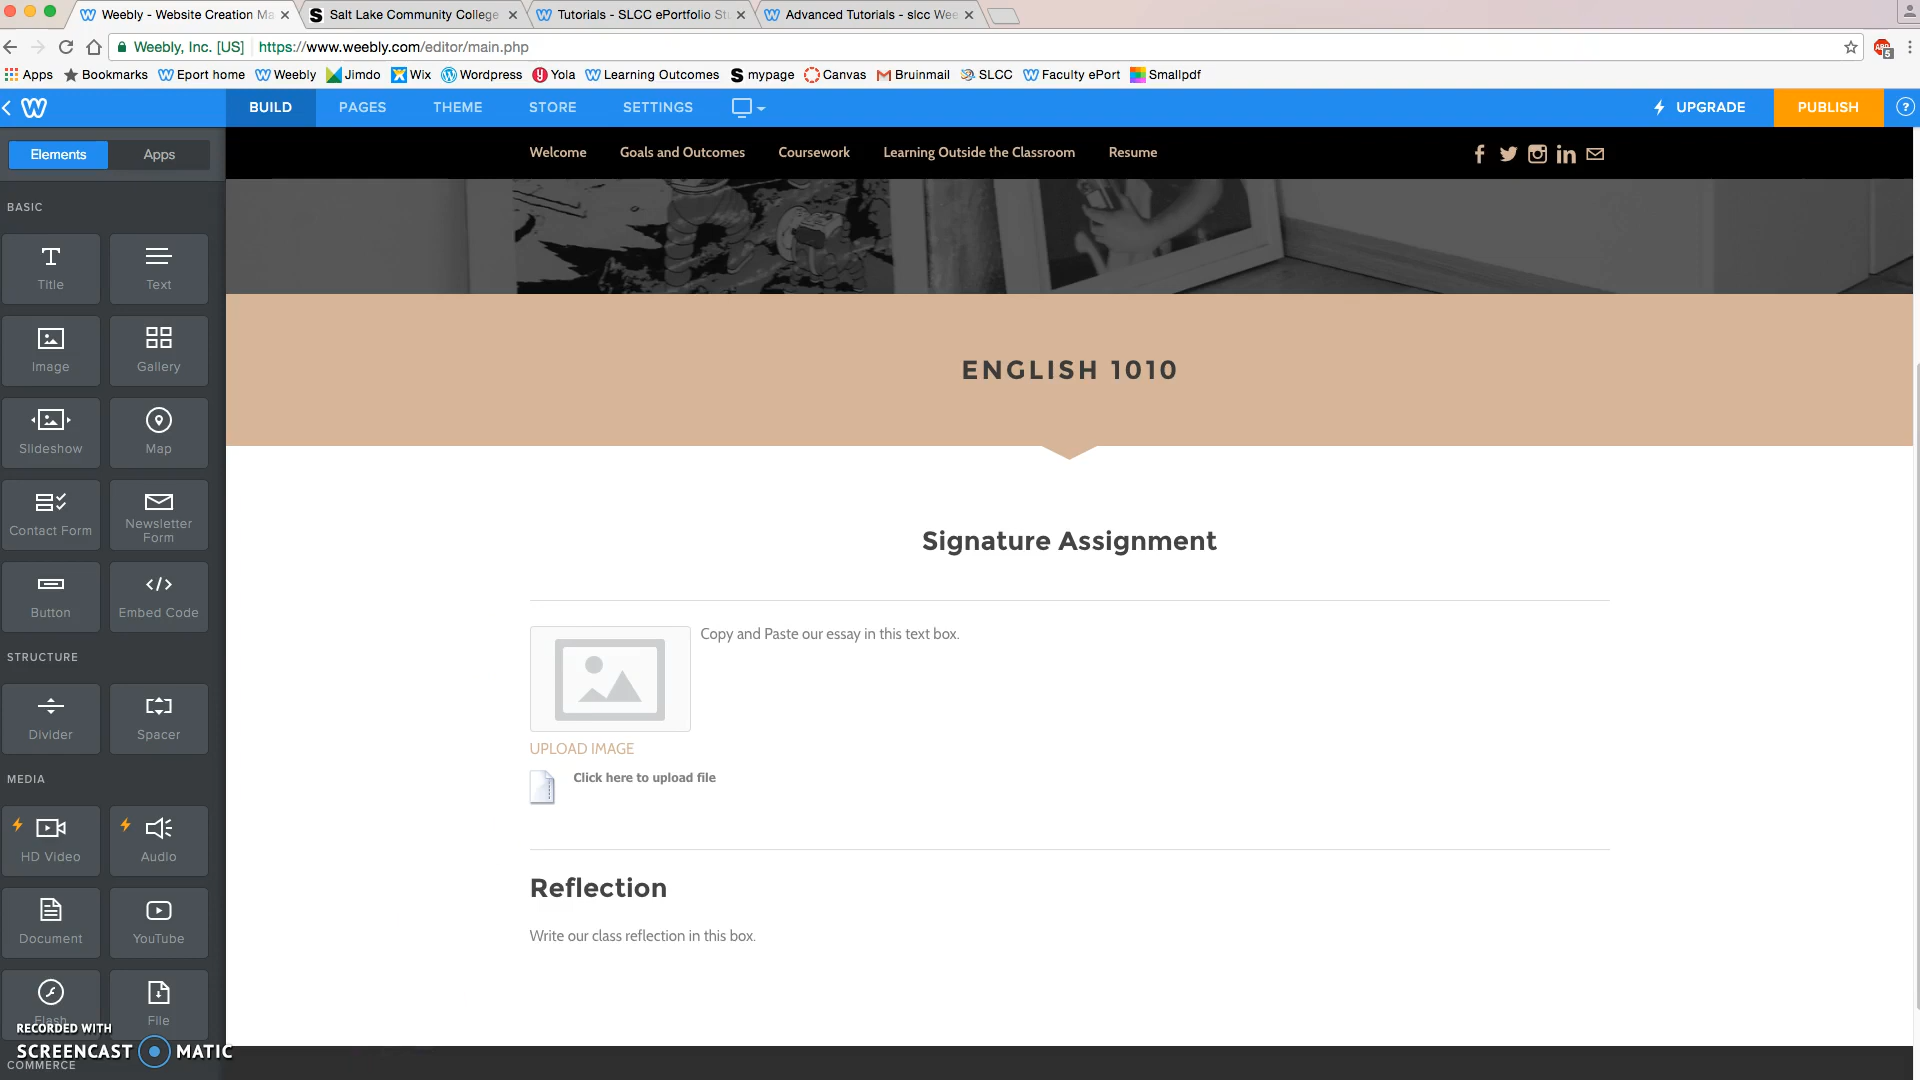 Weebly - Website Creation Ma
Salt Lake Community College
Tutorials - SLCC ePortfolio St
Advanced Tutorials - slcc Wee
Weebly, Inc. [US]
https://www.weebly.com/editor/main.php
ABP
5
Apps
Bookmarks
Eport home
Weebly
Jimdo
Wix
Wordpress
Yola
Learning Outcomes
mypage
Canvas
Bruinmail
SLCC
Faculty ePort
Smallpdf
BUILD
PAGES
THEME
STORE
SETTINGS
UPGRADE
PUBLISH
?
Elements
Apps
Welcome
Goals and Outcomes
Coursework
Learning Outside the Classroom
Resume
BASIC
Title
Text
Image
Gallery
Slideshow
Map
Contact Form
Newsletter
Form
Button
Embed Code
STRUCTURE
Divider
Spacer
MEDIA
HD Video
Audio
Document
YouTube
Flash
File
COMMERCE
ENGLISH 1010
Signature Assignment
Copy and Paste our essay in this text box.
UPLOAD IMAGE
Click here to upload file
Reflection
Write our class reflection in this box.
RECORDED WITH
SCREENCAST MATIC